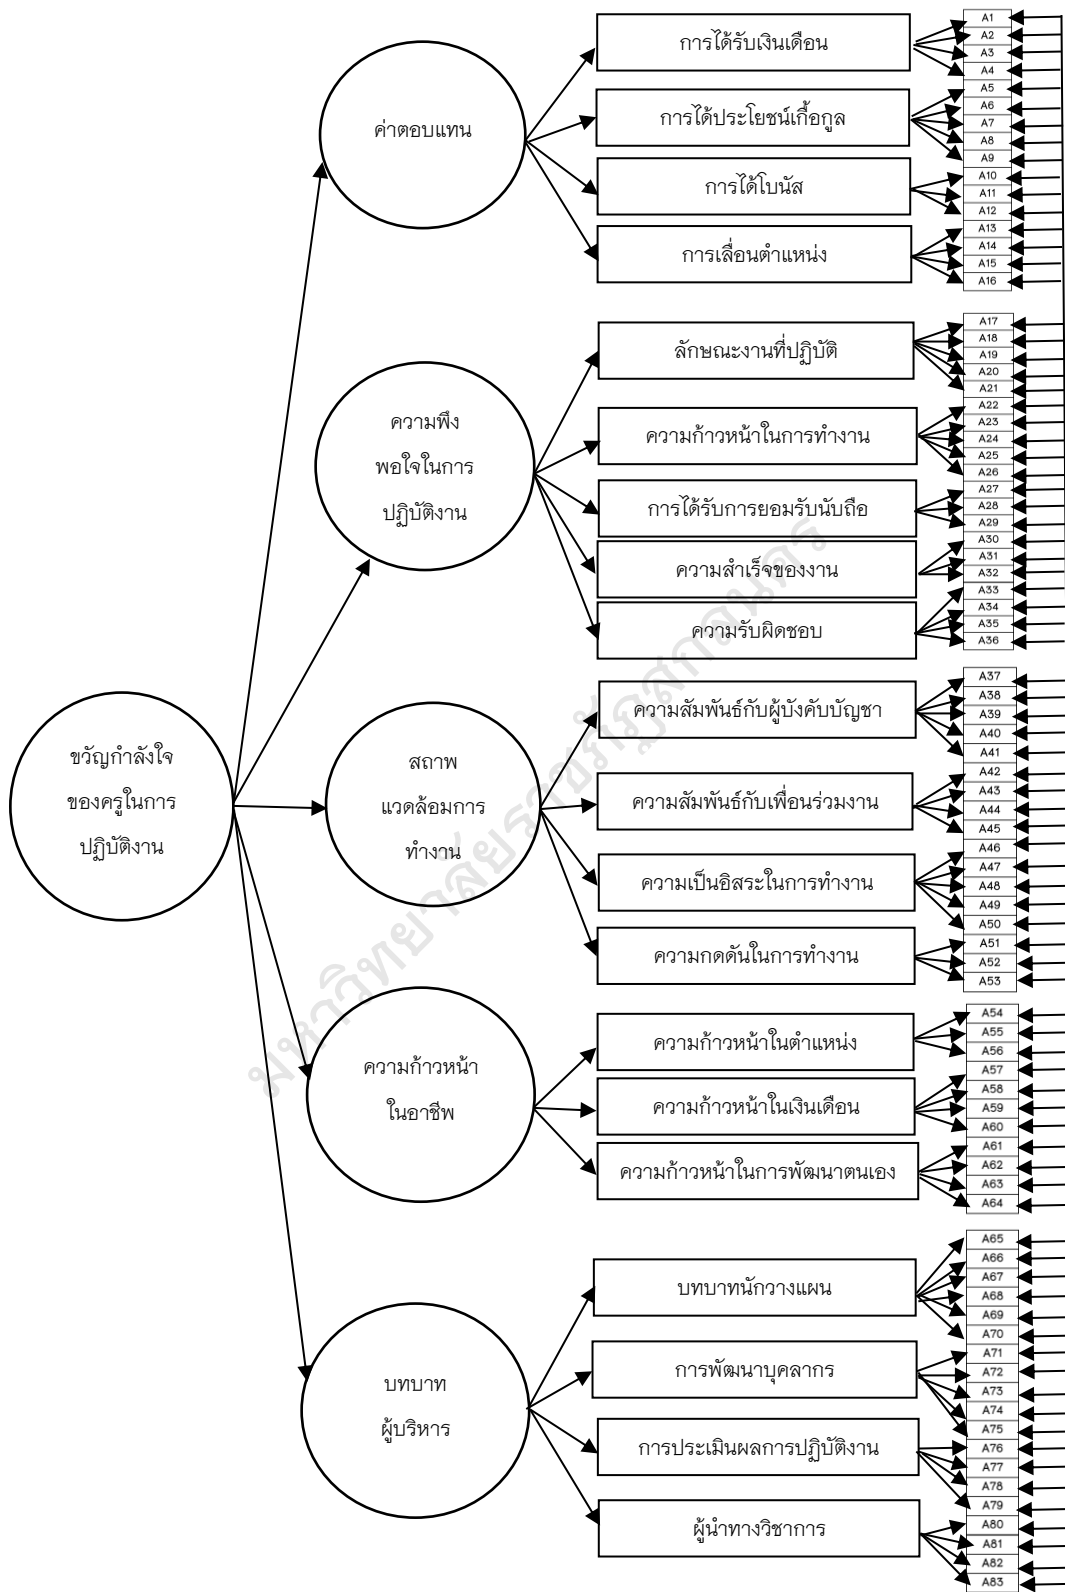 ค่าตอบแทน
การได้รับเงินเดือน
การได้ประโยชน์เกื้อกูล
การได้โบนัส
การเลื่อนตำแหน่ง
A1
A2
A3
A4
A5
A6
A7
A8
A9
A10
A11
A12
A13
A14
A15
A16
ความพึง
พอใจในการ
ปฏิบัติงาน
ลักษณะงานที่ปฏิบัติ
ความก้าวหน้าในการทำงาน
การได้รับการยอมรับนับถือ
ความสำเร็จของงาน
ความรับผิดชอบ
A17
A18
A19
A20
A21
A22
A23
A24
A25
A26
A27
A28
A29
A30
A31
A32
A33
A34
A35
A36
ขวัญกำลังใจ
ของครูในการ
ปฏิบัติงาน
สภาพ
แวดล้อมการ
ทำงาน
ความสัมพันธ์กับผู้บังคับบัญชา
ความสัมพันธ์กับเพื่อนร่วมงาน
ความเป็นอิสระในการทำงาน
ความกดดันในการทำงาน
A37
A38
A39
A40
A41
A42
A43
A44
A45
A46
A47
A48
A49
A50
A51
A52
A53
ความก้าวหน้า
ในอาชีพ
ความก้าวหน้าในตำแหน่ง
ความก้าวหน้าในเงินเดือน
ความก้าวหน้าในการพัฒนาตนเอง
A54
A55
A56
A57
A58
A59
A60
A61
A62
A63
A64
บทบาท
ผู้บริหาร
บทบาทนักวางแผน
การพัฒนาบุคลากร
การประเมินผลการปฏิบัติงาน
ผู้นำทางวิชาการ
A65
A66
A67
A68
A69
A70
A71
A72
A73
A74
A75
A76
A77
A78
A79
A80
A81
A82
A83
มหาวิทยาลัยราชภัฏสกลนคร